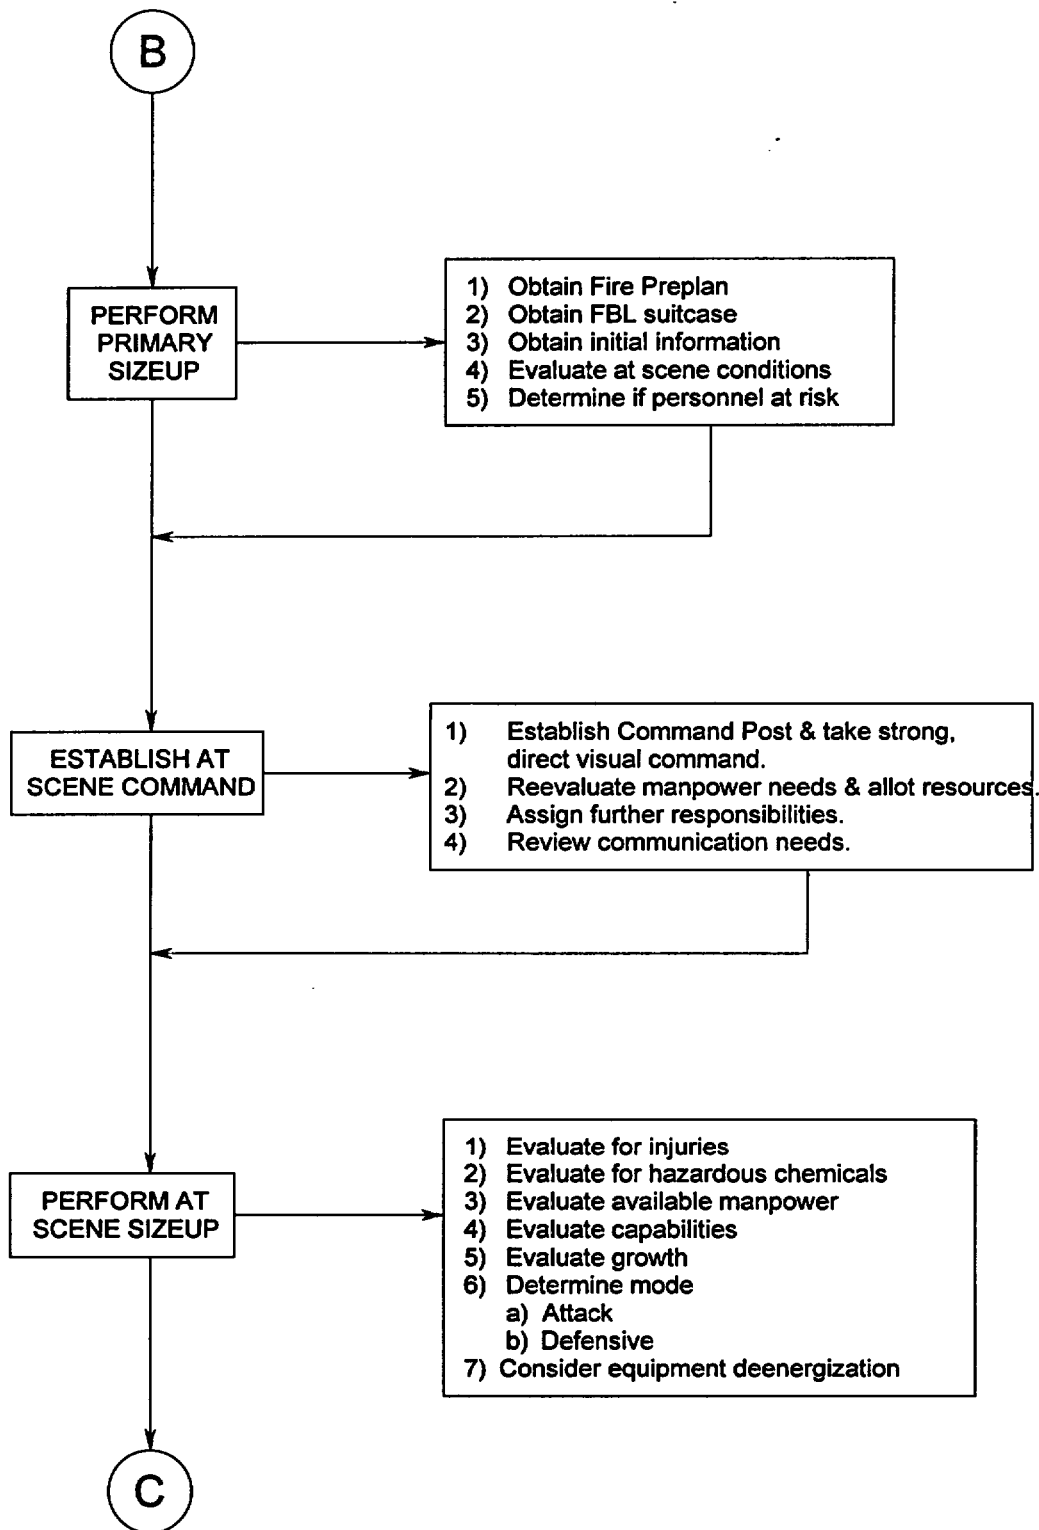 B
PERFORM
PRIMARY
SIZEUP
1) Obtain Fire Preplan
2) Obtain FBL suitcase
3) Obtain initial information
4) Evaluate at scene conditions
5) Determine if personnel at risk
ESTABLISH AT
SCENE COMMAND
1) Establish Command Post & take strong,
direct visual command.
2) Reevaluate manpower needs & allot resources.
3) Assign further responsibilities.
4) Review communication needs.
PERFORM AT
SCENE SIZEUP
1) Evaluate for injuries
2) Evaluate for hazardous chemicals
3) Evaluate available manpower
4) Evaluate capabilities
5) Evaluate growth
6) Determine mode
a) Attack
b) Defensive
7) Consider equipment deenergization
C